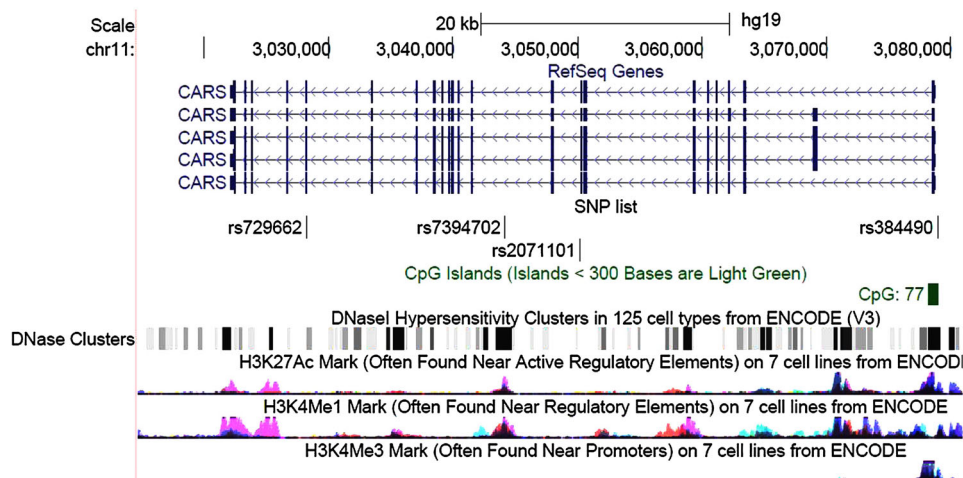 Scale 20 kb hg19
chr11: 3,030,000 3,040,000 3,050,000 3,060,000 3,070,000 3,080,000
RefSeq Genes
CARS
CARS
CARS
CARS
CARS
SNP list
rs729662 rs7394702 rs384490
rs2071101
CpG Islands (Islands < 300 Bases are Light Green)
CpG: 77
DNaseI Hypersensitivity Clusters in 125 cell types from ENCODE (V3)
DNase Clusters
H3K27Ac Mark (Often Found Near Active Regulatory Elements) on 7 cell lines from ENCODE
H3K4Me1 Mark (Often Found Near Regulatory Elements) on 7 cell lines from ENCODE
H3K4Me3 Mark (Often Found Near Promoters) on 7 cell lines from ENCODE